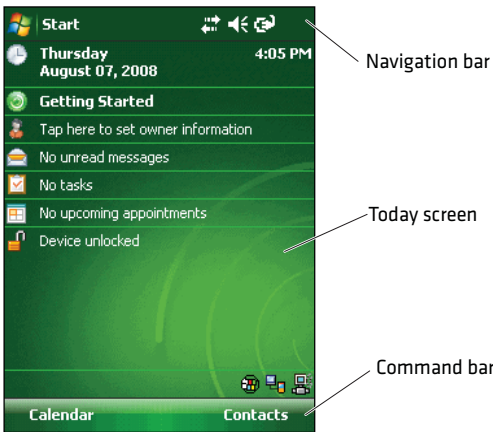 Start
Thursday 4:05 PM
August 07, 2008
Getting Started
Tap here to set owner information
No unread messages
No tasks
No upcoming appointments
Device unlocked
Calendar Contacts
Navigation bar
Today screen
Command bar